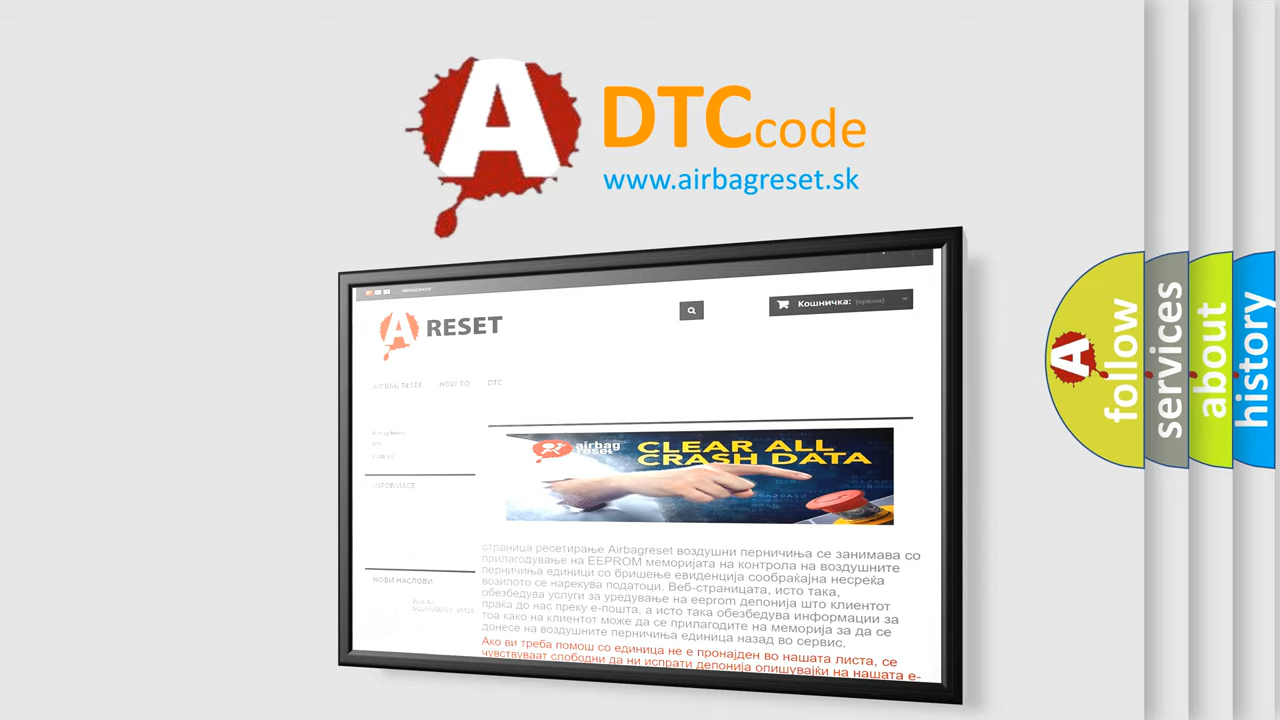 A DTCcode
www.airbagreset.sk
Кошничка: (празна)
A RESET
AIRBAG RESET HOW TO DTC
airbag
reset
CLEAR ALL
CRASH DATA
INFORMACE
страница ресетирање Airbagreset воздушни перничиња се занимава со
прилагодување на EEPROM меморијата на контрола на воздушните
перничиња единици со бришење евиденција сообраќајна несреќа
возилото се нарекува податоци. Веб-страницата, исто така,
обезбедува услуги за уредување на eeprom депонија што клиентот
праќа до нас преку е-пошта, а исто така обезбедува информации за
тоа како на клиентот може да се прилагодите на меморија за да се
донесе на воздушните перничиња единица назад во сервис.
Ако ви треба помош со единица не е пронајден во нашата листа, се
чувствуваат слободни да ни испрати депонија опишувајќи на нашата е-
НОВИ НАСЛОВИ
A follow
services
about
history